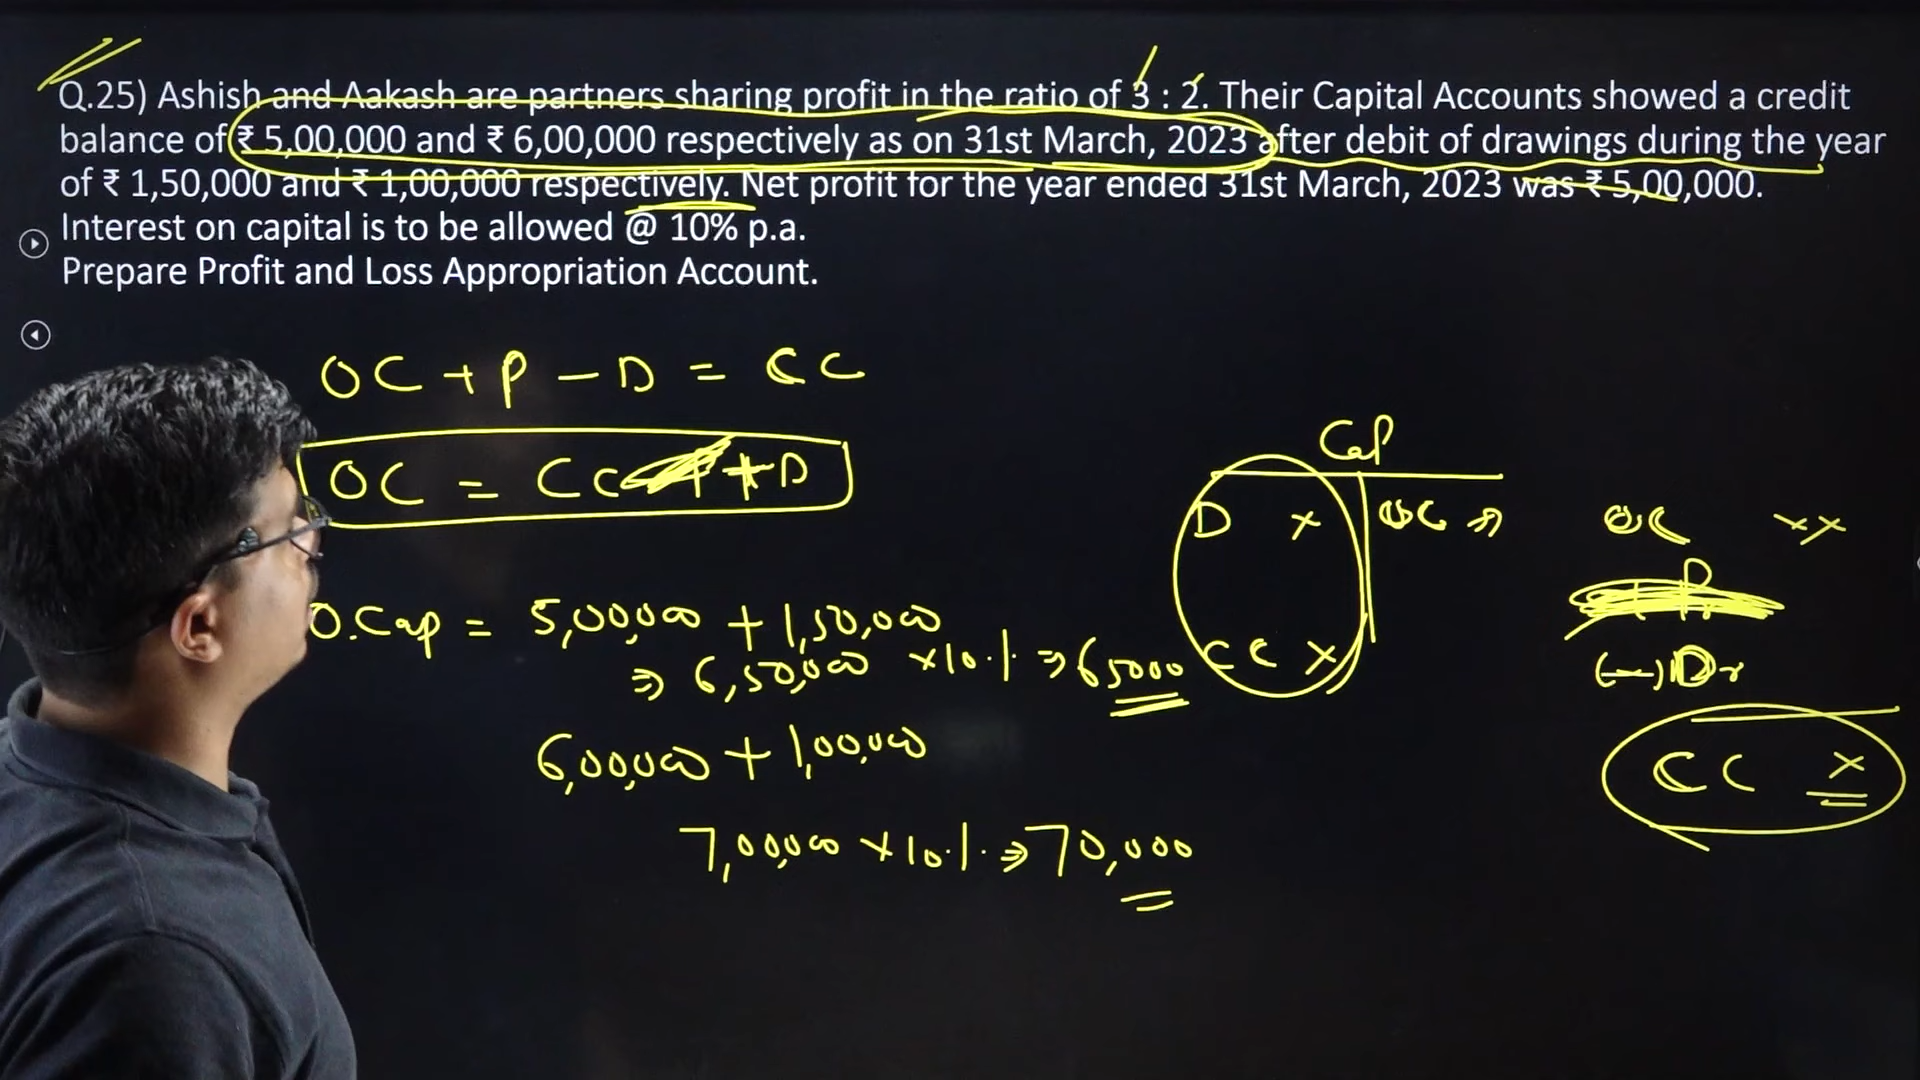 Q.25) Ashish and Aakash are partners sharing profit in the ratio of 3 : 2. Their Capital Accounts showed a credit
balance of ₹ 5,00,000 and ₹ 6,00,000 respectively as on 31st March, 2023 after debit of drawings during the year
of ₹ 1,50,000 and ₹ 1,00,000 respectively. Net profit for the year ended 31st March, 2023 was ₹ 5,00,000.
Interest on capital is to be allowed @ 10% p.a.
Prepare Profit and Loss Appropriation Account.
OC + P - D = CC
OC = CC + D
O.Cap = 5,00,000 + 1,50,000
⇒ 6,50,000 × 10% ⇒ 65000
6,00,000 + 1,00,000
7,00,000 × 10% ⇒ 70,000
Cap
D x OC
CC x
OC xx
(-) Dr
CC x